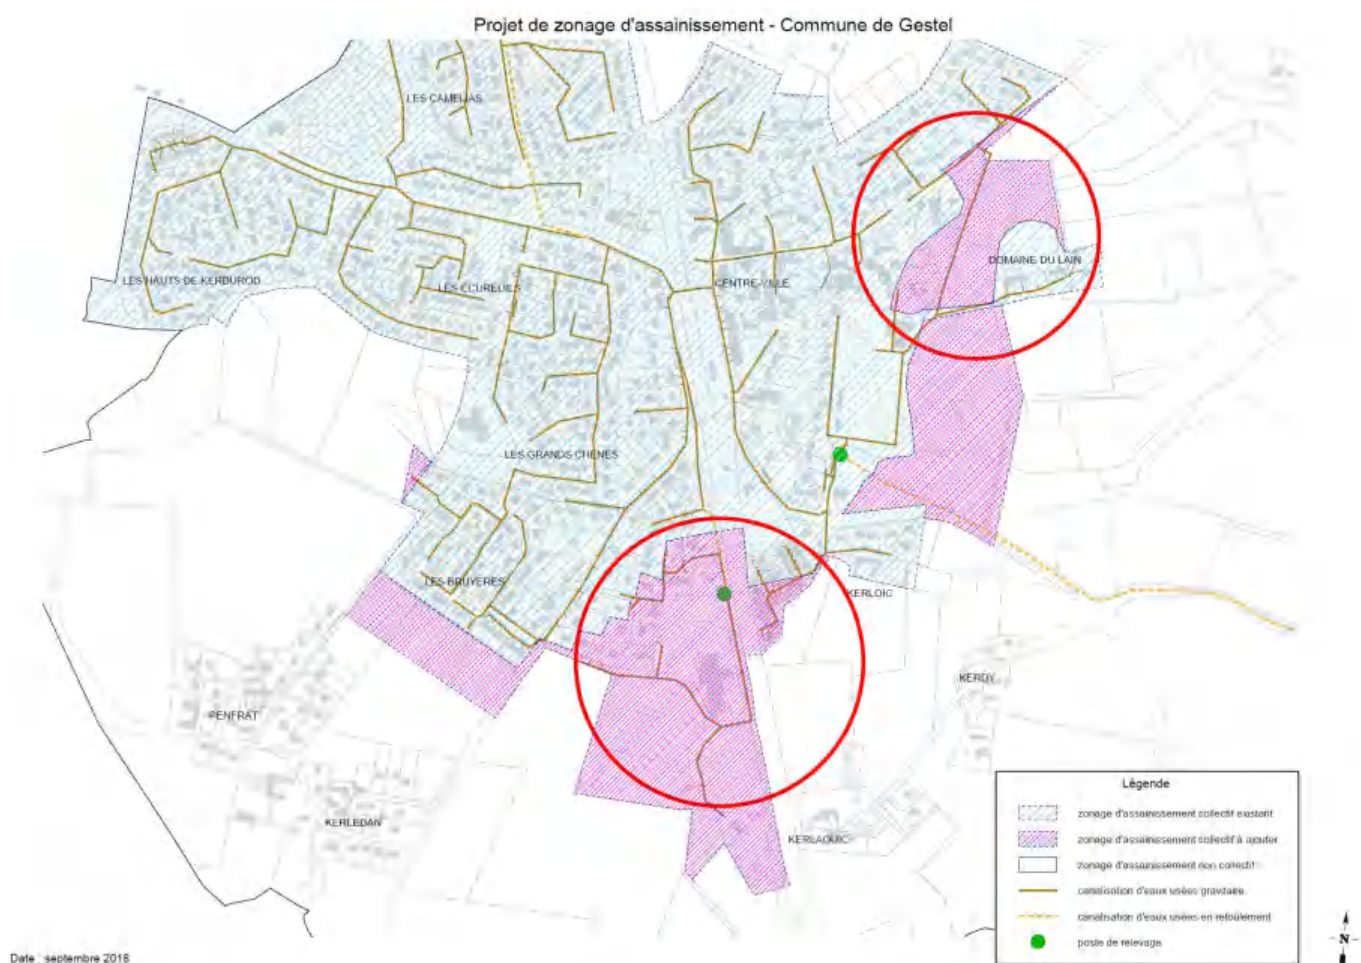 Projet de zonage d'assainissement - Commune de Gestel
LES CAMELIAS
DOMAINE DU LAIN
LES HAUTS DE KERDUROD
LES ECUREUILS
CENTRE-VILLE
LES GRANDS CHENES
LES BRUYERES
KERLOIC
KERDY
PENFRAT
KERLEDAN
KERLAOUIC
Légende
zonage d'assainissement collectif existant
zonage d'assainissement collectif à ajouter
zonage d'assainissement non collectif
canalisation d'eaux usées gravitaire
canalisation d'eaux usées en refoulement
poste de relevage
N
Date : septembre 2018